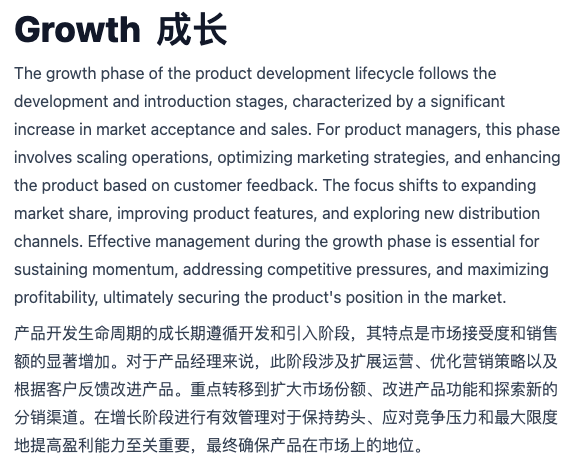 Growth 成长
The growth phase of the product development lifecycle follows the
development and introduction stages, characterized by a significant
increase in market acceptance and sales. For product managers, this phase
involves scaling operations, optimizing marketing strategies, and enhancing
the product based on customer feedback. The focus shifts to expanding
market share, improving product features, and exploring new distribution
channels. Effective management during the growth phase is essential for
sustaining momentum, addressing competitive pressures, and maximizing
profitability, ultimately securing the product's position in the market.
产品开发生命周期的成长期遵循开发和引入阶段，其特点是市场接受度和销售
额的显著增加。对于产品经理来说，此阶段涉及扩展运营、优化营销策略以及
根据客户反馈改进产品。重点转移到扩大市场份额、改进产品功能和探索新的
分销渠道。在增长阶段进行有效管理对于保持势头、应对竞争压力和最大限度
地提高盈利能力至关重要，最终确保产品在市场上的地位。